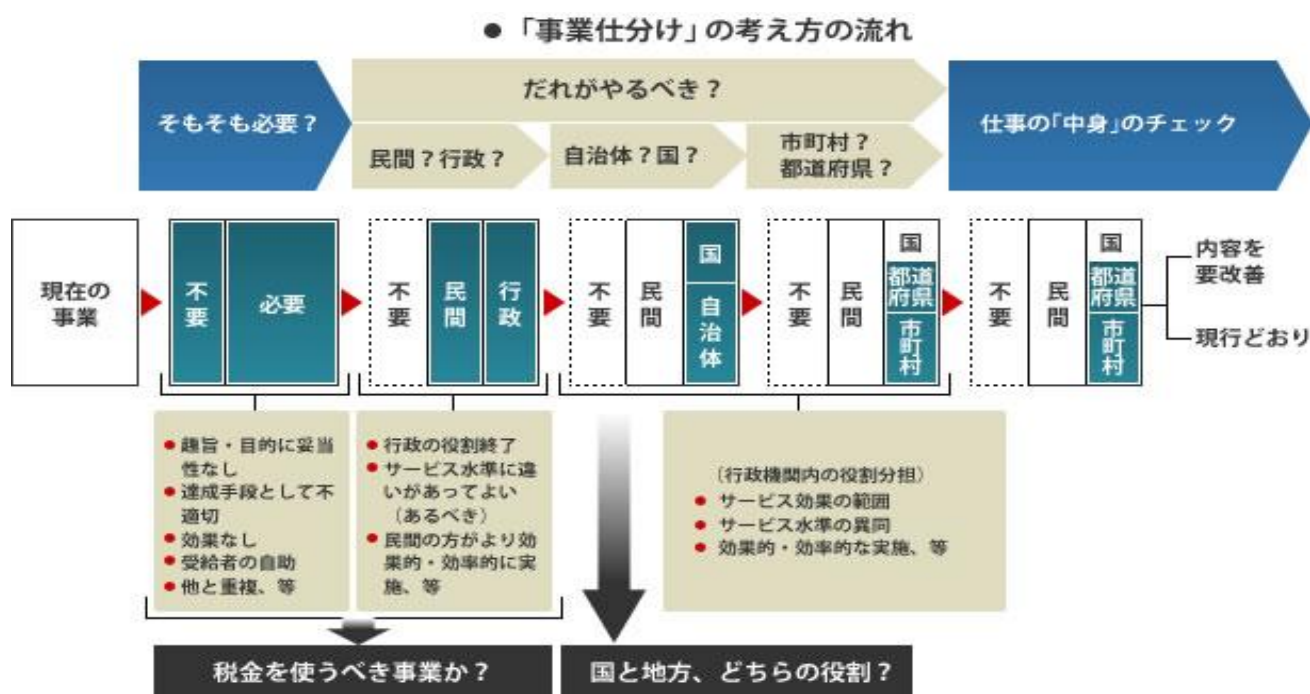 ● 「事業仕分け」の考え方の流れ
そもそも必要？
だれがやるべき？
民間？行政？
自治体？国？
市町村？
都道府県？
仕事の「中身」のチェック
現在の
事業
不要
必要
不要
民間
行政
不要
民間
国
自治体
不要
民間
国
都道
府県
市町村
不要
民間
国
都道
府県
市町村
内容を
要改善
現行どおり
● 趣旨・目的に妥当
性なし
● 達成手段として不
適切
● 効果なし
● 受給者の自助
● 他と重複、等
● 行政の役割終了
● サービス水準に違
いがあってよい
（あるべき）
● 民間の方がより効
果的・効率的に実
施、等
（行政機関内の役割分担）
● サービス効果の範囲
● サービス水準の異同
● 効果的・効率的な実施、等
税金を使うべき事業か？
国と地方、どちらの役割？